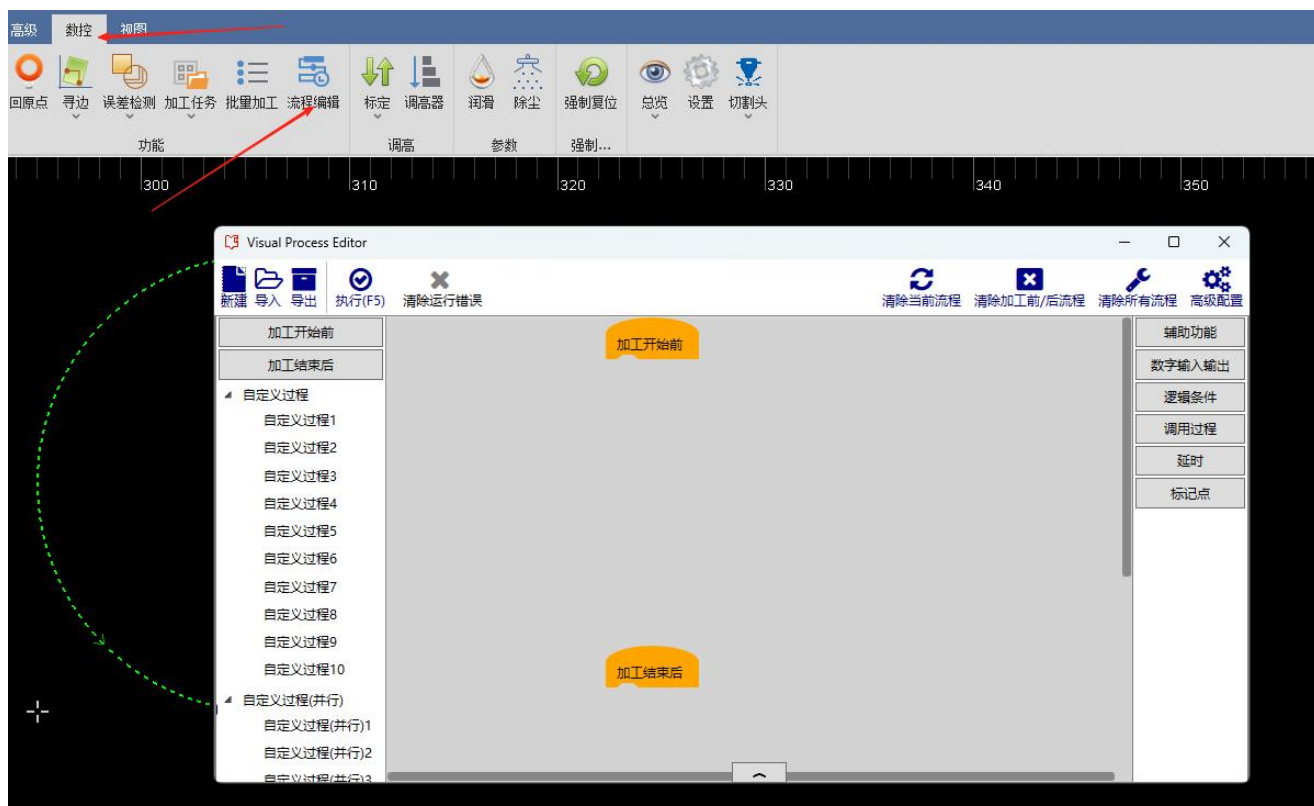 高级 数控 视图
回原点 寻边 误差检测 加工任务 批量加工 流程编辑 标定 调高器 润滑 除尘 强制复位 总览 设置 切割头
功能 调高 参数 强制...
300 310 320 330 340 350
Visual Process Editor
新建 导入 导出 执行(F5) 清除运行错误 清除当前流程 清除加工前/后流程 清除所有流程 高级配置
加工开始前 加工开始前 辅助功能
加工结束后 数字输入输出
自定义过程 逻辑条件
自定义过程1 调用过程
自定义过程2 延时
自定义过程3 标记点
自定义过程4
自定义过程5
自定义过程6
自定义过程7
自定义过程8
自定义过程9
自定义过程10 加工结束后
自定义过程(并行)
自定义过程(并行)1
自定义过程(并行)2
自定义过程(并行)3